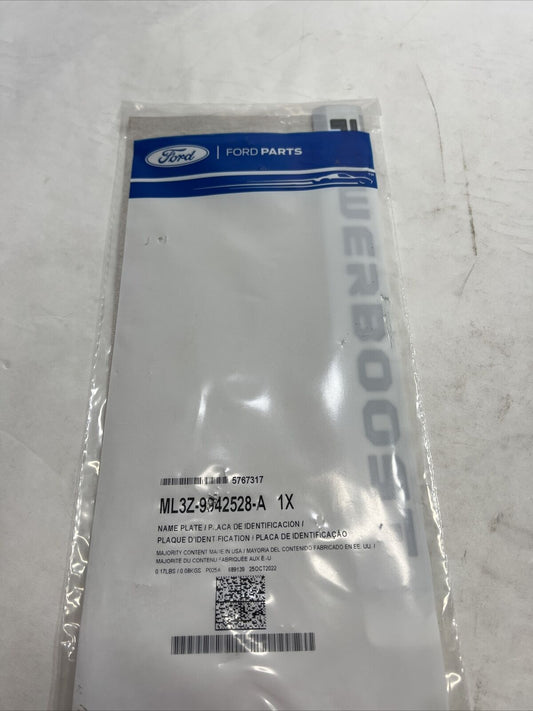 Ford
FORD PARTS
WERBOOST
5767317
ML3Z-9942528-A 1X
NAME PLATE / PLACA DE IDENTIFICACION /
PLAQUE D'IDENTIFICATION / PLACA DE IDENTIFICAÇÃO
MAJORITY CONTENT MADE IN USA / MAYORIA DEL CONTENIDO FABRICADO EN EE. UU. /
MAJORITE DU CONTENU FABRIQUEE AUX E.-U.
0.17LBS / 0.08KGS P025A 689139 25OCT2022